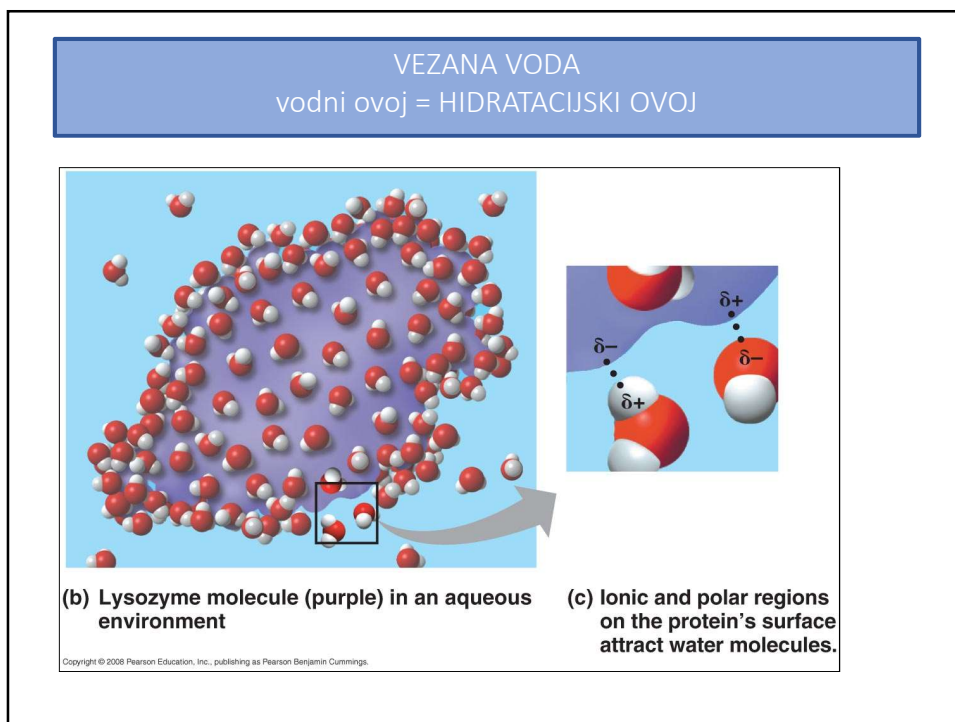 VEZANA VODA
vodni ovoj = HIDRATACIJSKI OVOJ
δ+
δ–
δ–
δ+
(b) Lysozyme molecule (purple) in an aqueous
environment
(c) Ionic and polar regions
on the protein's surface
attract water molecules.
Copyright © 2008 Pearson Education, Inc., publishing as Pearson Benjamin Cummings.